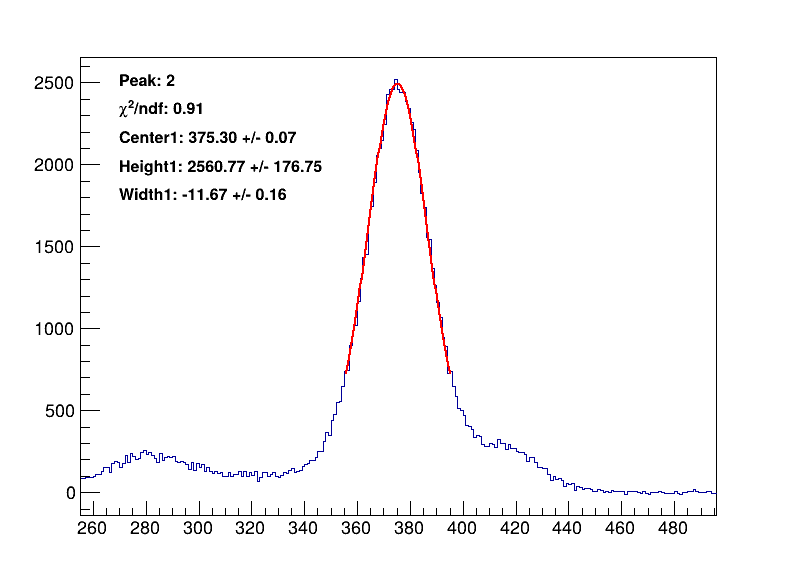 2500
2000
1500
1000
500
0
Peak: 2
χ²/ndf: 0.91
Center1: 375.30 +/- 0.07
Height1: 2560.77 +/- 176.75
Width1: -11.67 +/- 0.16
260 280 300 320 340 360 380 400 420 440 460 480